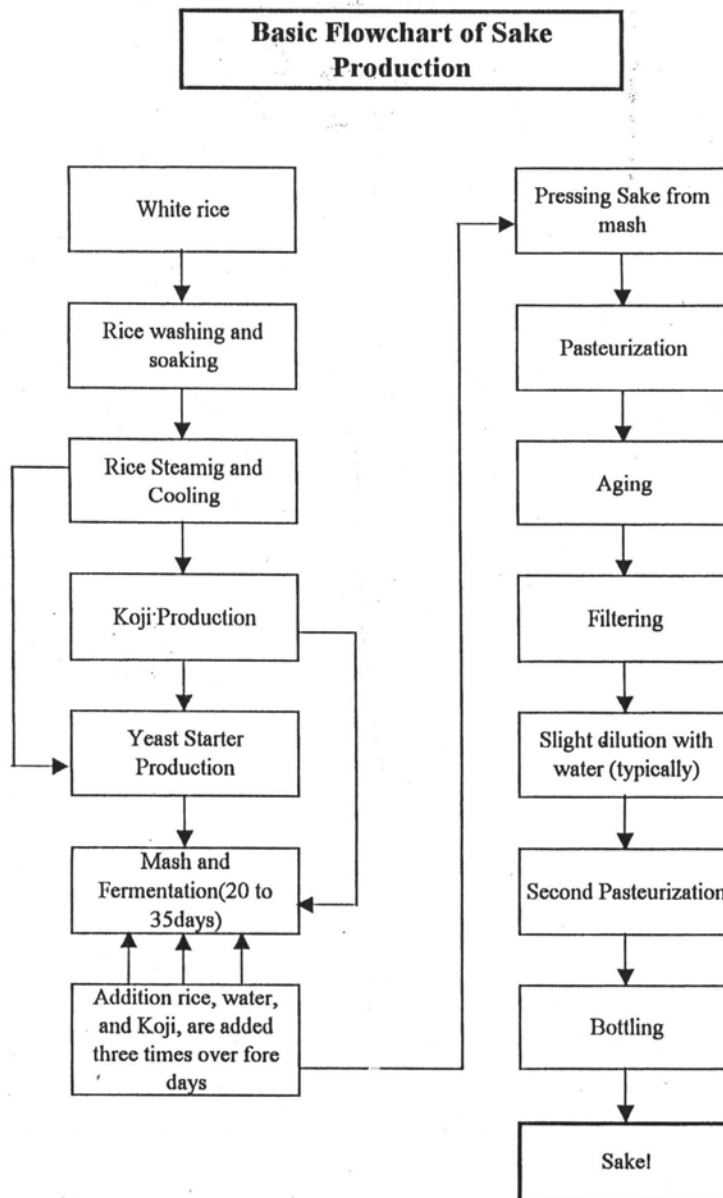 Basic Flowchart of Sake
Production
White rice
Rice washing and
soaking
Rice Steamig and
Cooling
Koji Production
Yeast Starter
Production
Mash and
Fermentation(20 to
35days)
Addition rice, water,
and Koji, are added
three times over fore
days
Pressing Sake from
mash
Pasteurization
Aging
Filtering
Slight dilution with
water (typically)
Second Pasteurization
Bottling
Sake!